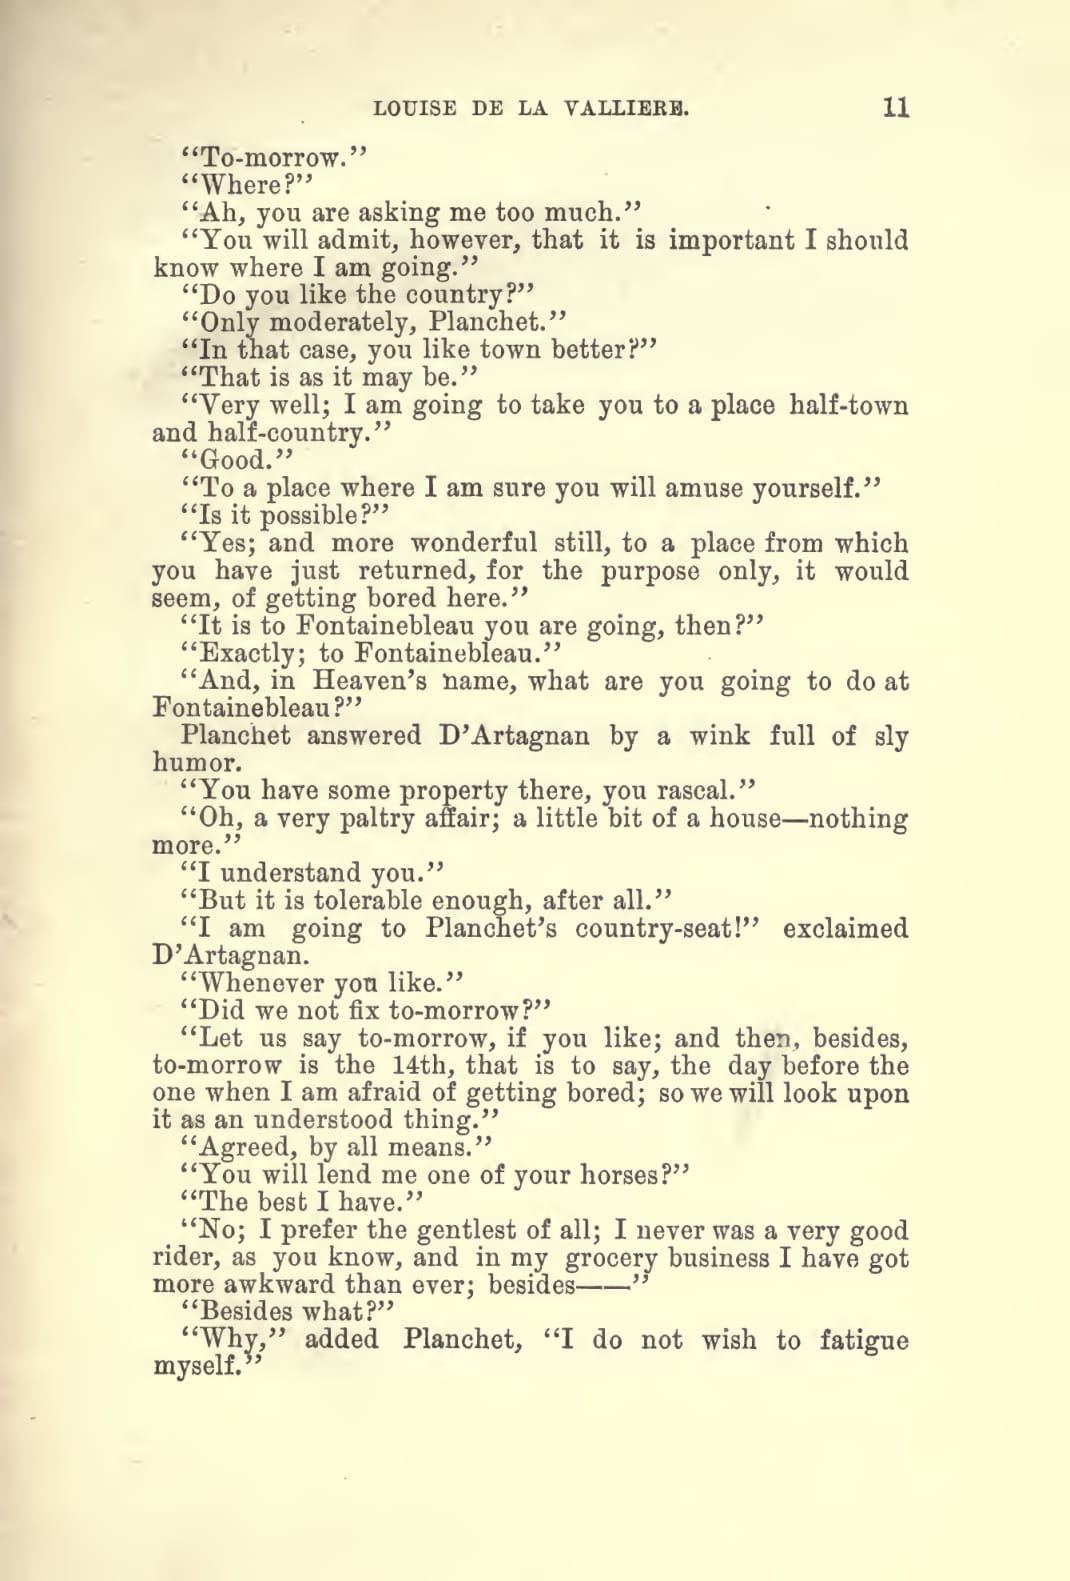 LOUISE DE LA VALLIERE. 11
“To-morrow.”
“Where?”
“Ah, you are asking me too much.”
“You will admit, however, that it is important I should
know where I am going.”
“Do you like the country?”
“Only moderately, Planchet.”
“In that case, you like town better?”
“That is as it may be.”
“Very well; I am going to take you to a place half-town
and half-country.”
“Good.”
“To a place where I am sure you will amuse yourself.”
“Is it possible?”
“Yes; and more wonderful still, to a place from which
you have just returned, for the purpose only, it would
seem, of getting bored here.”
“It is to Fontainebleau you are going, then?”
“Exactly; to Fontainebleau.”
“And, in Heaven’s name, what are you going to do at
Fontainebleau?”
Planchet answered D’Artagnan by a wink full of sly
humor.
“You have some property there, you rascal.”
“Oh, a very paltry affair; a little bit of a house—nothing
more.”
“I understand you.”
“But it is tolerable enough, after all.”
“I am going to Planchet’s country-seat!” exclaimed
D’Artagnan.
“Whenever you like.”
“Did we not fix to-morrow?”
“Let us say to-morrow, if you like; and then, besides,
to-morrow is the 14th, that is to say, the day before the
one when I am afraid of getting bored; so we will look upon
it as an understood thing.”
“Agreed, by all means.”
“You will lend me one of your horses?”
“The best I have.”
“No; I prefer the gentlest of all; I never was a very good
rider, as you know, and in my grocery business I have got
more awkward than ever; besides——”
“Besides what?”
“Why,” added Planchet, “I do not wish to fatigue
myself.”